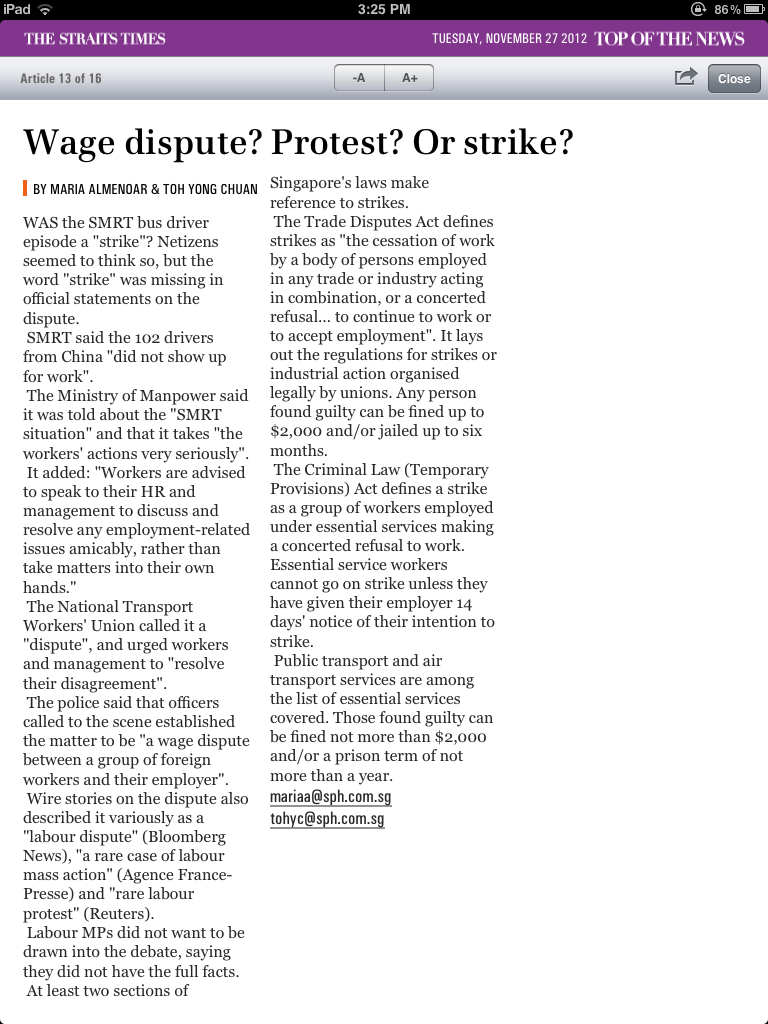 iPad
3:25 PM
86%
THE STRAITS TIMES
TUESDAY, NOVEMBER 27 2012 TOP OF THE NEWS
Article 13 of 16
-A
A+
Close
Wage dispute? Protest? Or strike?
BY MARIA ALMENOAR & TOH YONG CHUAN
WAS the SMRT bus driver
episode a "strike"? Netizens
seemed to think so, but the
word "strike" was missing in
official statements on the
dispute.
SMRT said the 102 drivers
from China "did not show up
for work".
The Ministry of Manpower said
it was told about the "SMRT
situation" and that it takes "the
workers' actions very seriously".
It added: "Workers are advised
to speak to their HR and
management to discuss and
resolve any employment-related
issues amicably, rather than
take matters into their own
hands."
The National Transport
Workers' Union called it a
"dispute", and urged workers
and management to "resolve
their disagreement".
The police said that officers
called to the scene established
the matter to be "a wage dispute
between a group of foreign
workers and their employer".
Wire stories on the dispute also
described it variously as a
"labour dispute" (Bloomberg
News), "a rare case of labour
mass action" (Agence France-
Presse) and "rare labour
protest" (Reuters).
Labour MPs did not want to be
drawn into the debate, saying
they did not have the full facts.
At least two sections of
Singapore's laws make
reference to strikes.
The Trade Disputes Act defines
strikes as "the cessation of work
by a body of persons employed
in any trade or industry acting
in combination, or a concerted
refusal... to continue to work or
to accept employment". It lays
out the regulations for strikes or
industrial action organised
legally by unions. Any person
found guilty can be fined up to
$2,000 and/or jailed up to six
months.
The Criminal Law (Temporary
Provisions) Act defines a strike
as a group of workers employed
under essential services making
a concerted refusal to work.
Essential service workers
cannot go on strike unless they
have given their employer 14
days' notice of their intention to
strike.
Public transport and air
transport services are among
the list of essential services
covered. Those found guilty can
be fined not more than $2,000
and/or a prison term of not
more than a year.
mariaa@sph.com.sg
tohyc@sph.com.sg